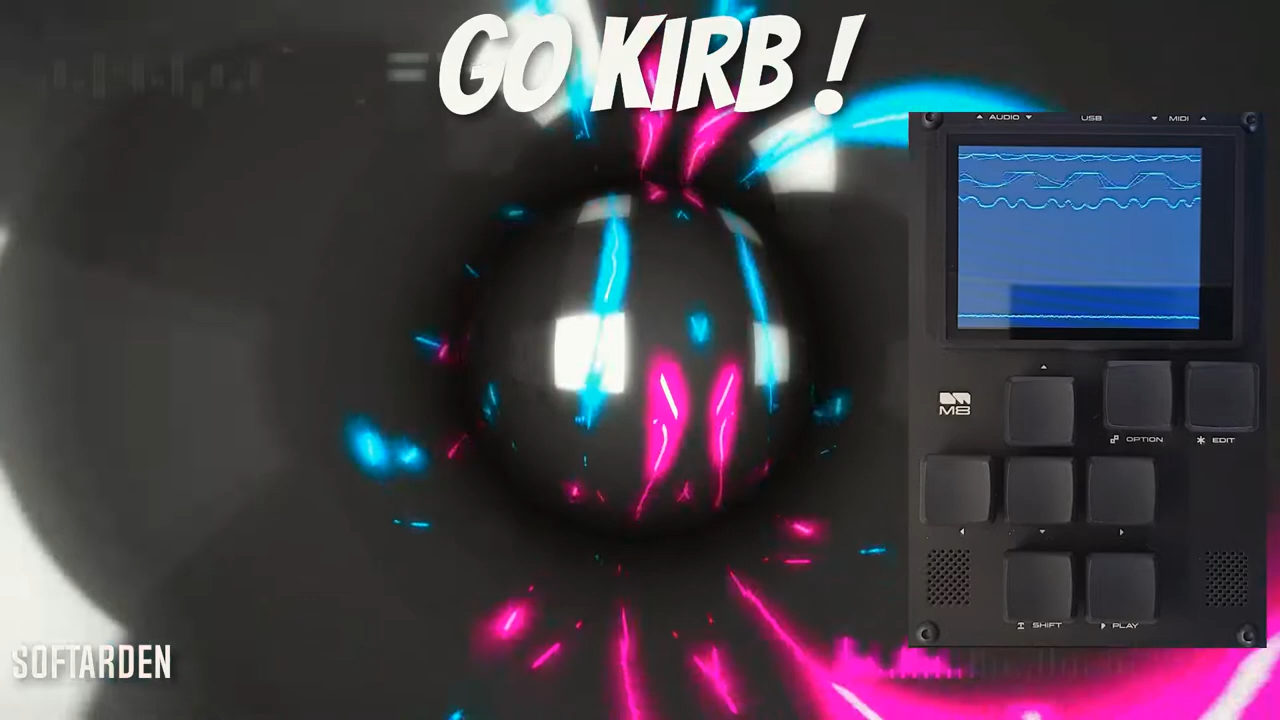 GO KIRB !
AUDIO
USB
MIDI
M8
OPTION
EDIT
SHIFT
PLAY
SOFTARDEN